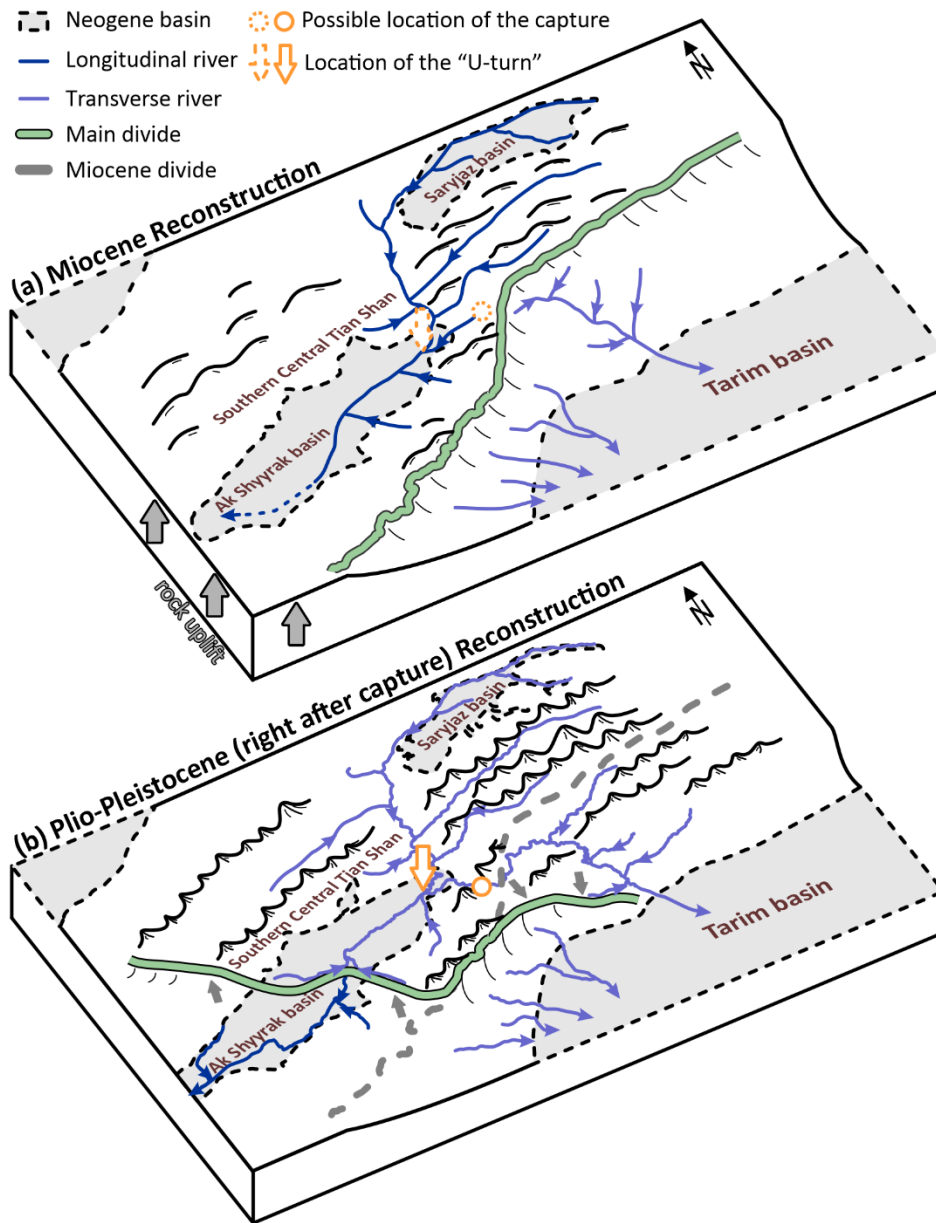 Neogene basin
Longitudinal river
Transverse river
Main divide
Miocene divide
Possible location of the capture
Location of the “U-turn”
N
(a) Miocene Reconstruction
Saryjaz basin
Southern Central Tian Shan
Tarim basin
Ak Shyyrak basin
rock uplift
N
(b) Plio-Pleistocene (right after capture) Reconstruction
Saryjaz basin
Southern Central Tian Shan
Tarim basin
Ak Shyyrak basin